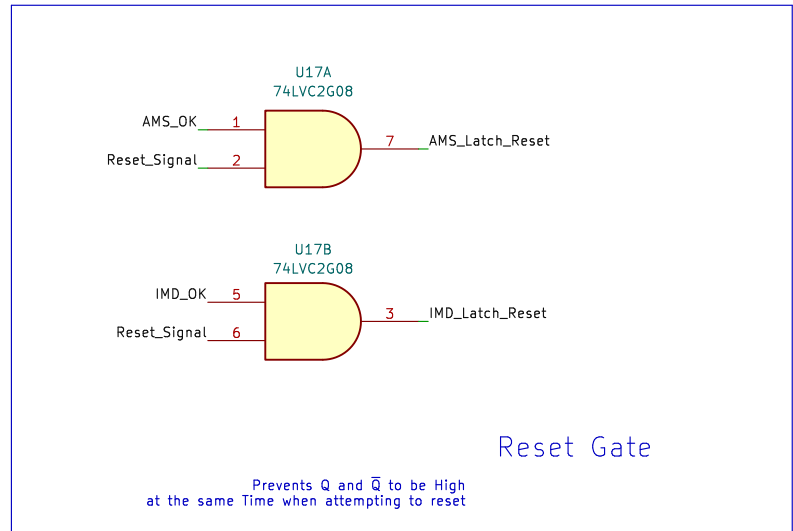 U17A
74LVC2G08
AMS_OK
1
7
AMS_Latch_Reset
Reset_Signal
2
U17B
74LVC2G08
IMD_OK
5
3
IMD_Latch_Reset
Reset_Signal
6
Reset Gate
Prevents Q and Q̅ to be High
at the same Time when attempting to reset